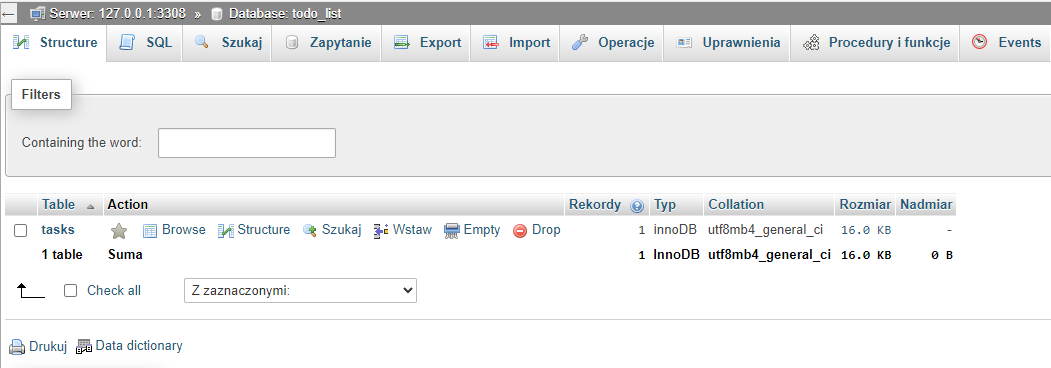 ← Serwer: 127.0.0.1:3308 » Database: todo_list
Structure SQL Szukaj Zapytanie Export Import Operacje Uprawnienia Procedury i funkcje Events
Filters
Containing the word:
Table Action Rekordy Typ Collation Rozmiar Nadmiar
tasks Browse Structure Szukaj Wstaw Empty Drop 1 InnoDB utf8mb4_general_ci 16.0 KB -
1 table Suma 1 InnoDB utf8mb4_general_ci 16.0 KB 0 B
Check all Z zaznaczonymi:
Drukuj Data dictionary